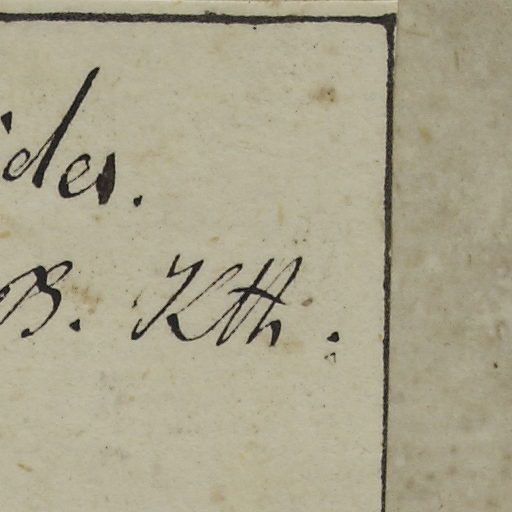 ides.
B. Kth.